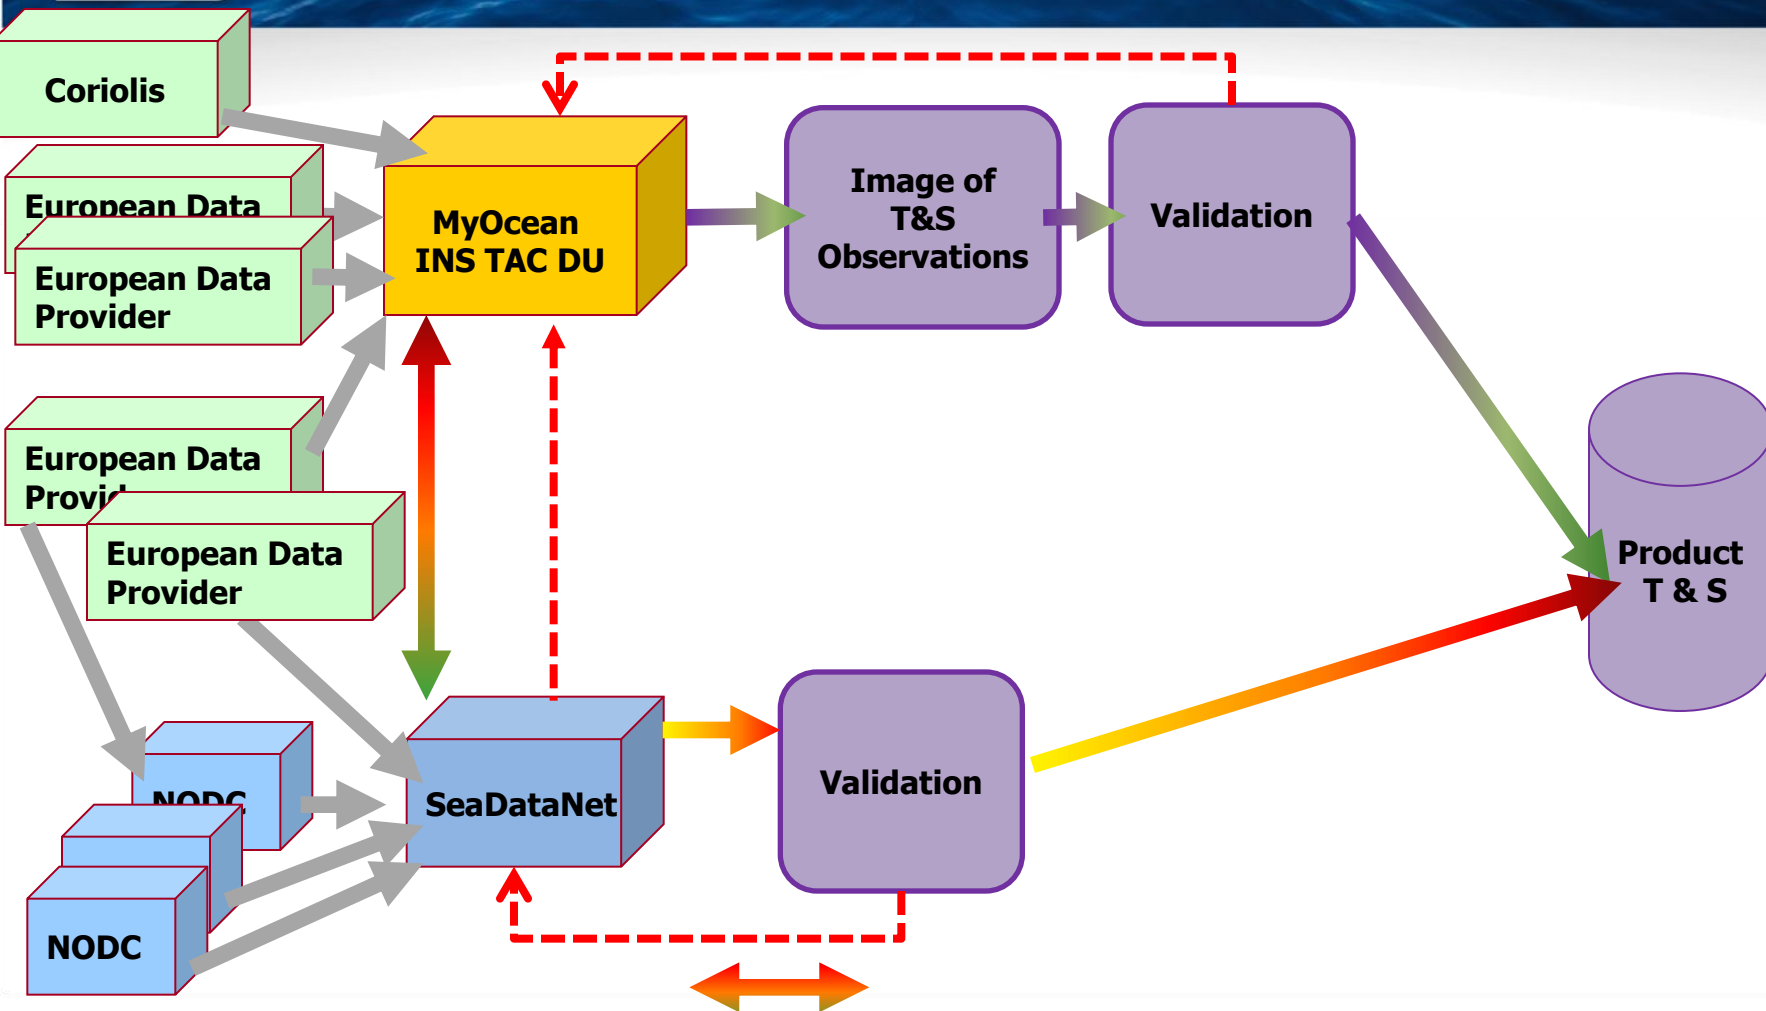 Coriolis
European Data
European Data
Provider
MyOcean
INS TAC DU
Image of
T&S
Observations
Validation
European Data
European Data
Provider
Product
T & S
NODC
SeaDataNet
Validation
NODC